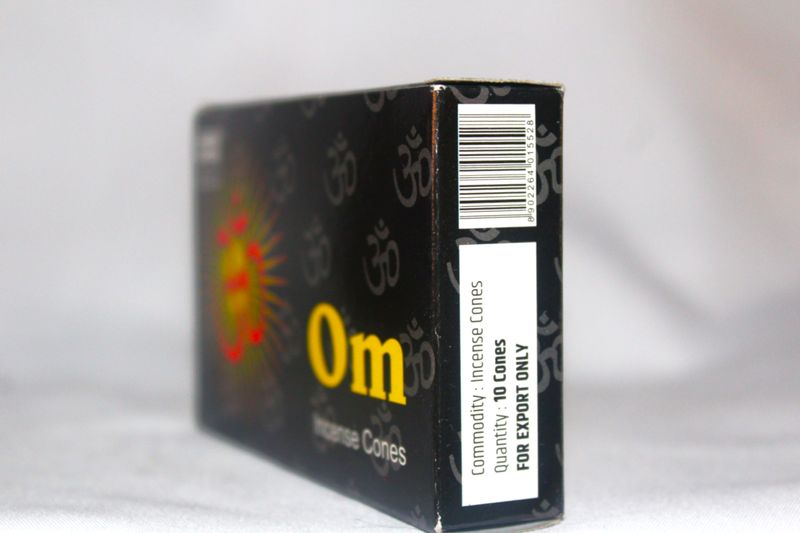 Om
Incense Cones
8902264015528
Commodity : Incense Cones
Quantity : 10 Cones
FOR EXPORT ONLY